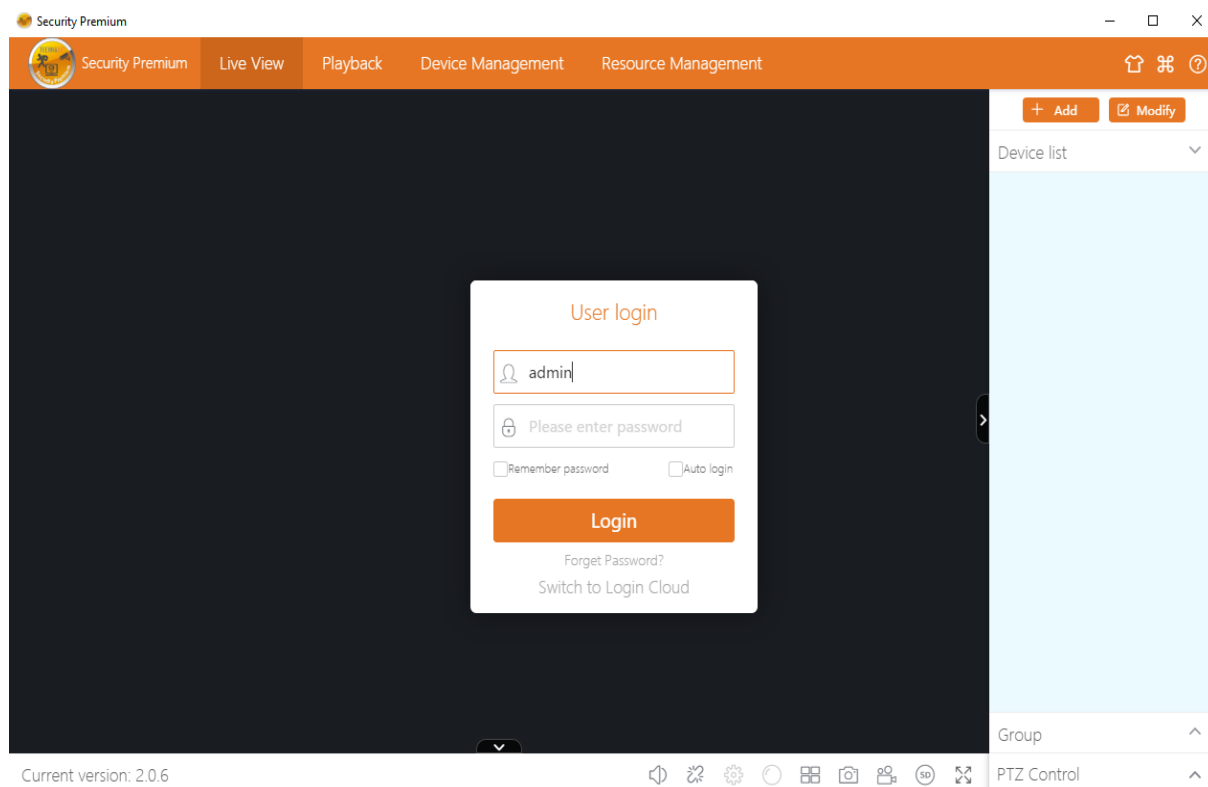 Security Premium
Security Premium Live View Playback Device Management Resource Management
+ Add Modify
Device list
User login
admin
Please enter password
Remember password Auto login
Login
Forget Password?
Switch to Login Cloud
Group
Current version: 2.0.6 SD PTZ Control